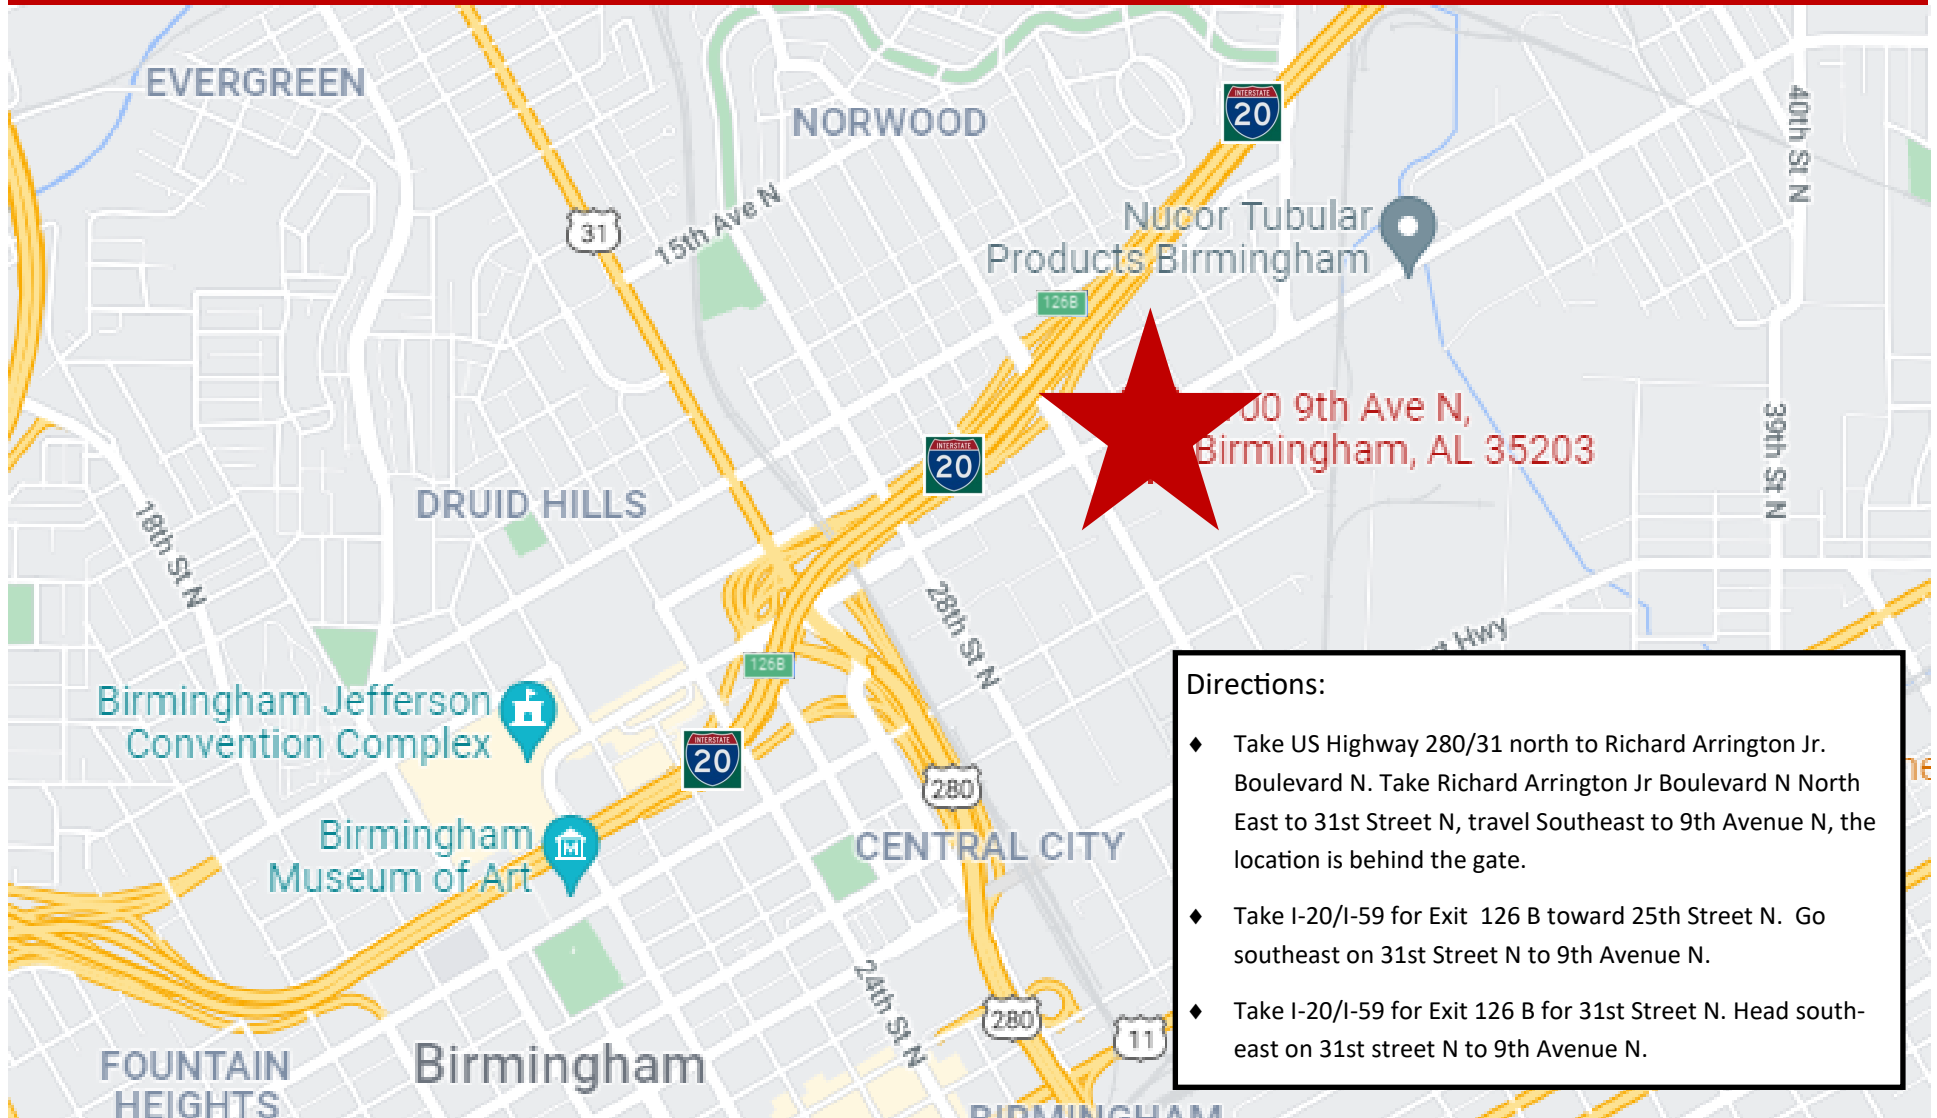 EVERGREEN
NORWOOD
INTERSTATE
20
40th St N
31
15th Ave N
Nucor Tubular
Products Birmingham
126B
00 9th Ave N,
Birmingham, AL 35203
39th St N
INTERSTATE
20
DRUID HILLS
18th St N
28th St N
Hwy
126B
Birmingham Jefferson
Convention Complex
INTERSTATE
20
280
Birmingham
Museum of Art
CENTRAL CITY
24th St N
280
11
FOUNTAIN
HEIGHTS
Birmingham
BIRMINGHAM
Directions:
♦ Take US Highway 280/31 north to Richard Arrington Jr.
Boulevard N. Take Richard Arrington Jr Boulevard N North
East to 31st Street N, travel Southeast to 9th Avenue N, the
location is behind the gate.
♦ Take I-20/I-59 for Exit 126 B toward 25th Street N. Go
southeast on 31st Street N to 9th Avenue N.
♦ Take I-20/I-59 for Exit 126 B for 31st Street N. Head south-
east on 31st street N to 9th Avenue N.